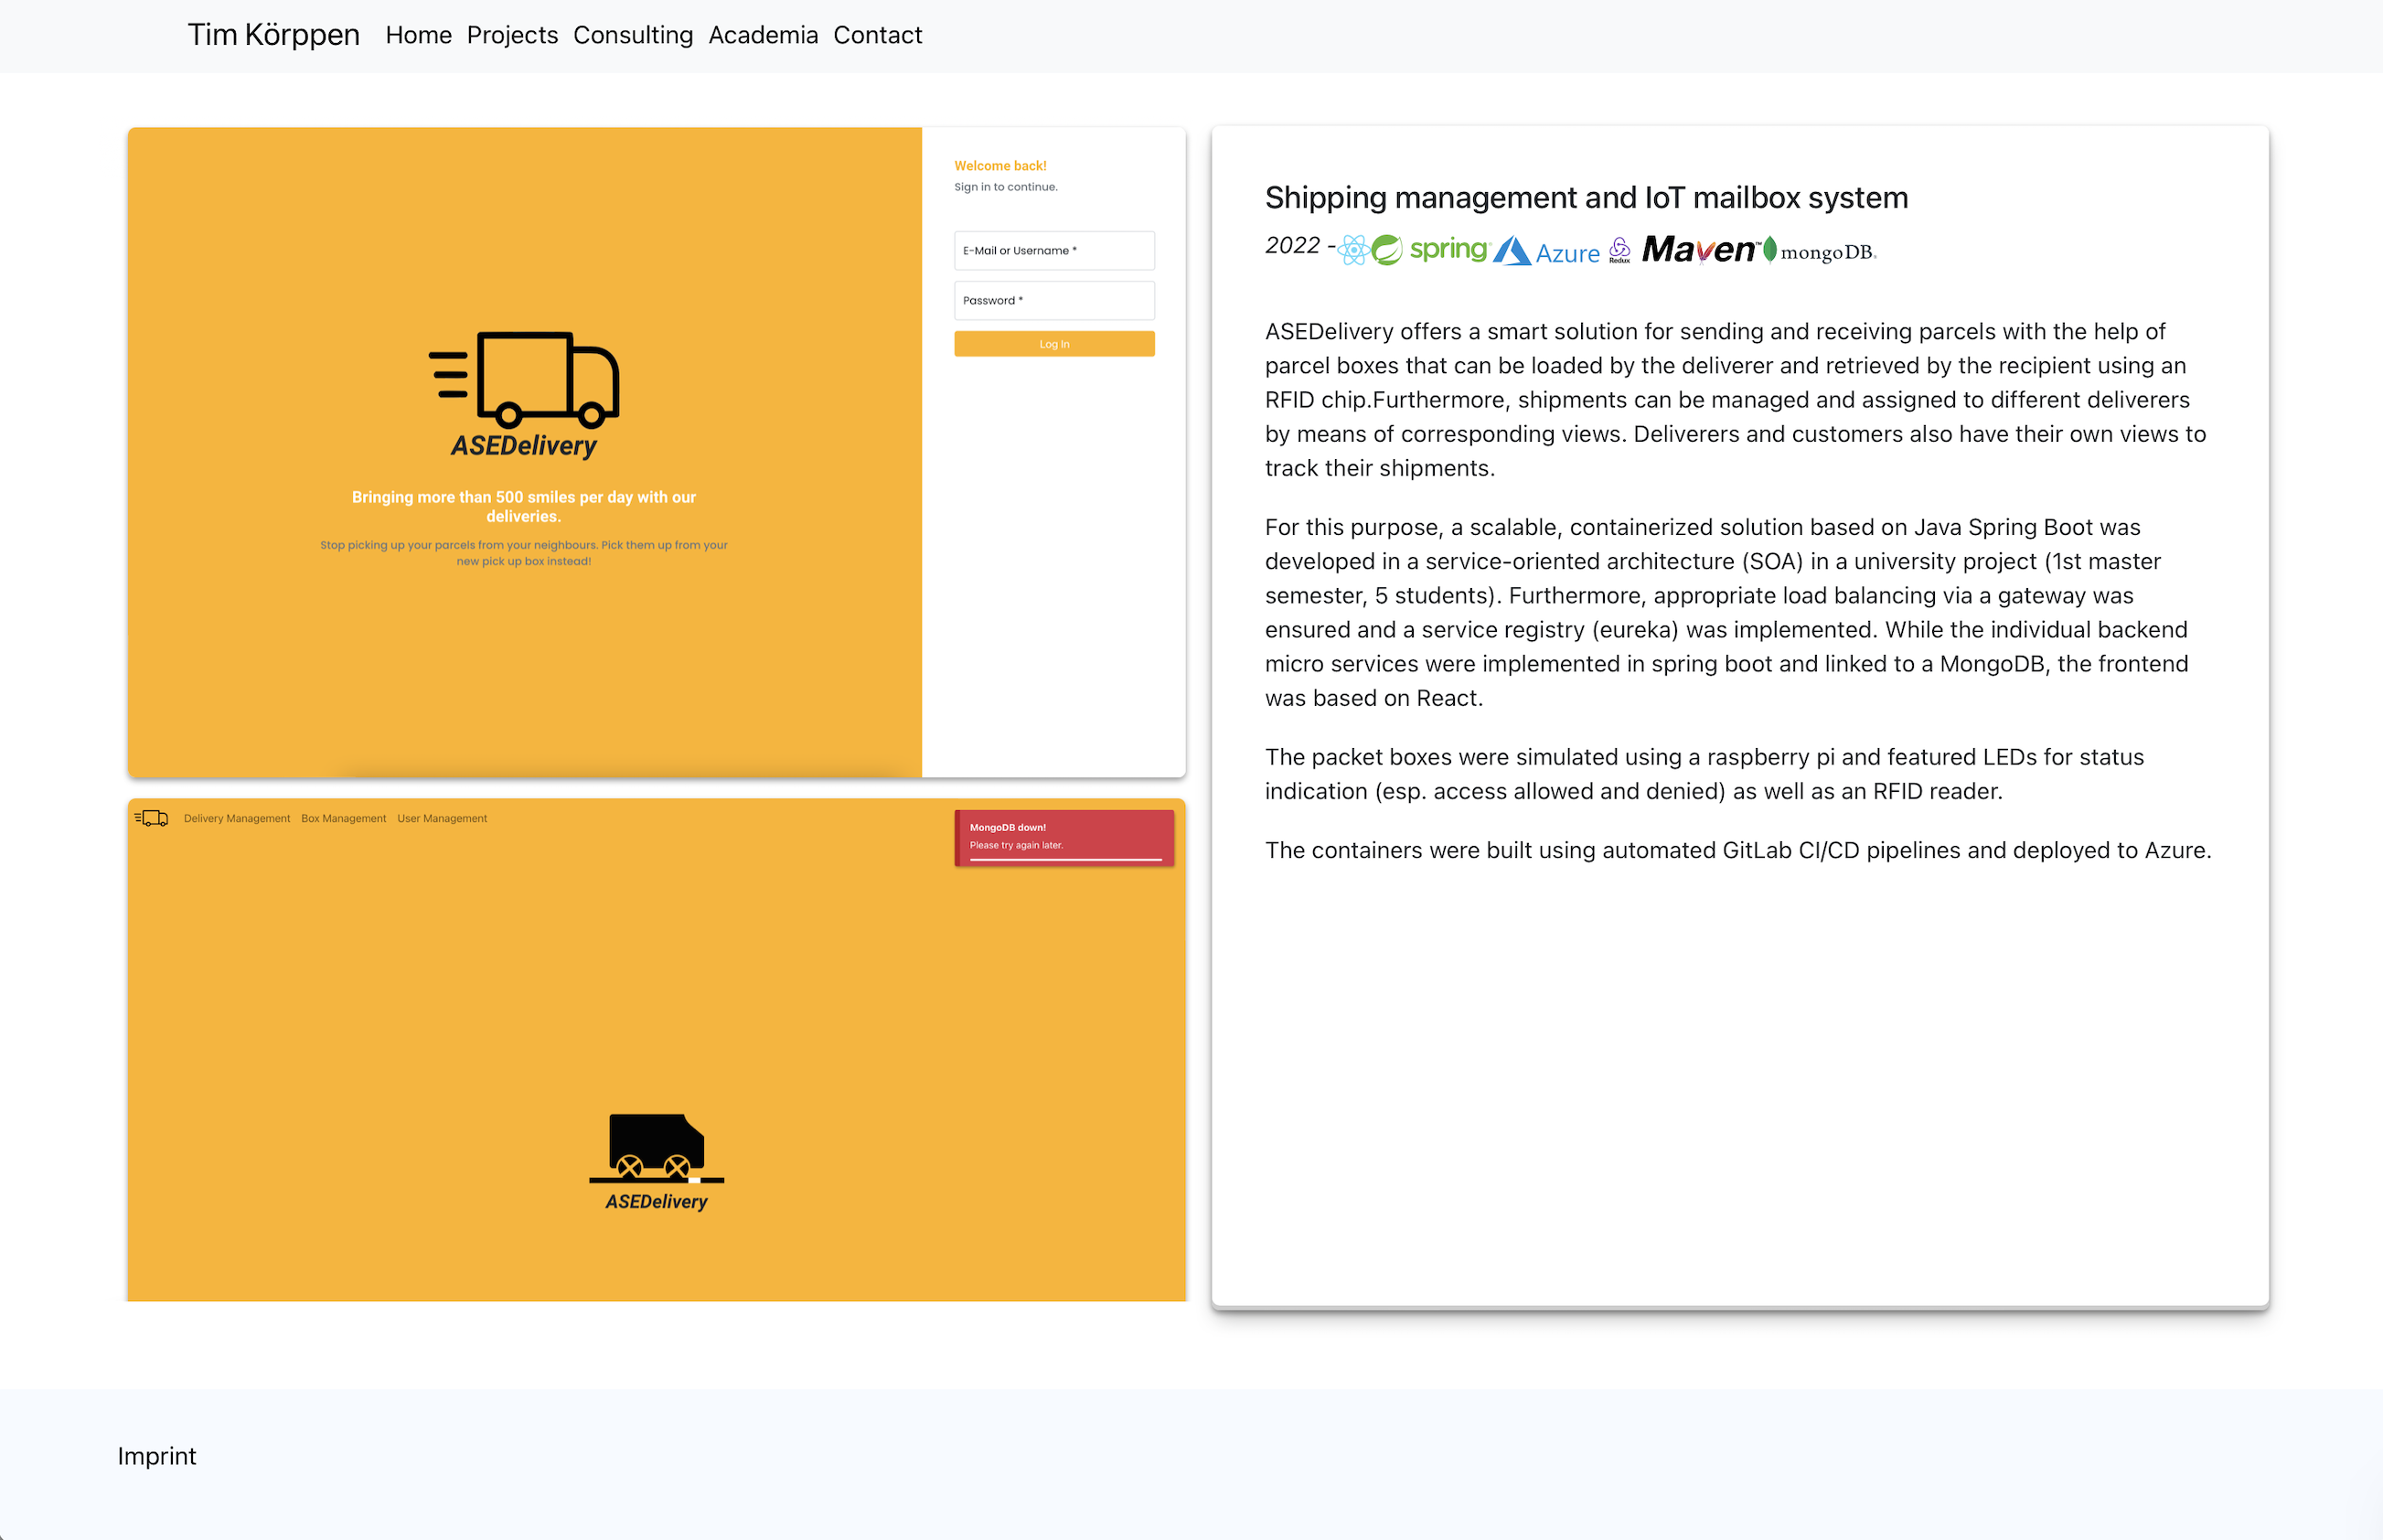 Tim Körppen Home Projects Consulting Academia Contact
Welcome back!
Sign in to continue.
E-Mail or Username *
Password *
Log In
ASEDelivery
Bringing more than 500 smiles per day with our
deliveries.
Stop picking up your parcels from your neighbours. Pick them up from your
new pick up box instead!
Delivery Management Box Management User Management
MongoDB down!
Please try again later.
ASEDelivery
Shipping management and IoT mailbox system
2022 - spring Azure Redux Maven™ mongoDB.
ASEDelivery offers a smart solution for sending and receiving parcels with the help of
parcel boxes that can be loaded by the deliverer and retrieved by the recipient using an
RFID chip.Furthermore, shipments can be managed and assigned to different deliverers
by means of corresponding views. Deliverers and customers also have their own views to
track their shipments.
For this purpose, a scalable, containerized solution based on Java Spring Boot was
developed in a service-oriented architecture (SOA) in a university project (1st master
semester, 5 students). Furthermore, appropriate load balancing via a gateway was
ensured and a service registry (eureka) was implemented. While the individual backend
micro services were implemented in spring boot and linked to a MongoDB, the frontend
was based on React.
The packet boxes were simulated using a raspberry pi and featured LEDs for status
indication (esp. access allowed and denied) as well as an RFID reader.
The containers were built using automated GitLab CI/CD pipelines and deployed to Azure.
Imprint